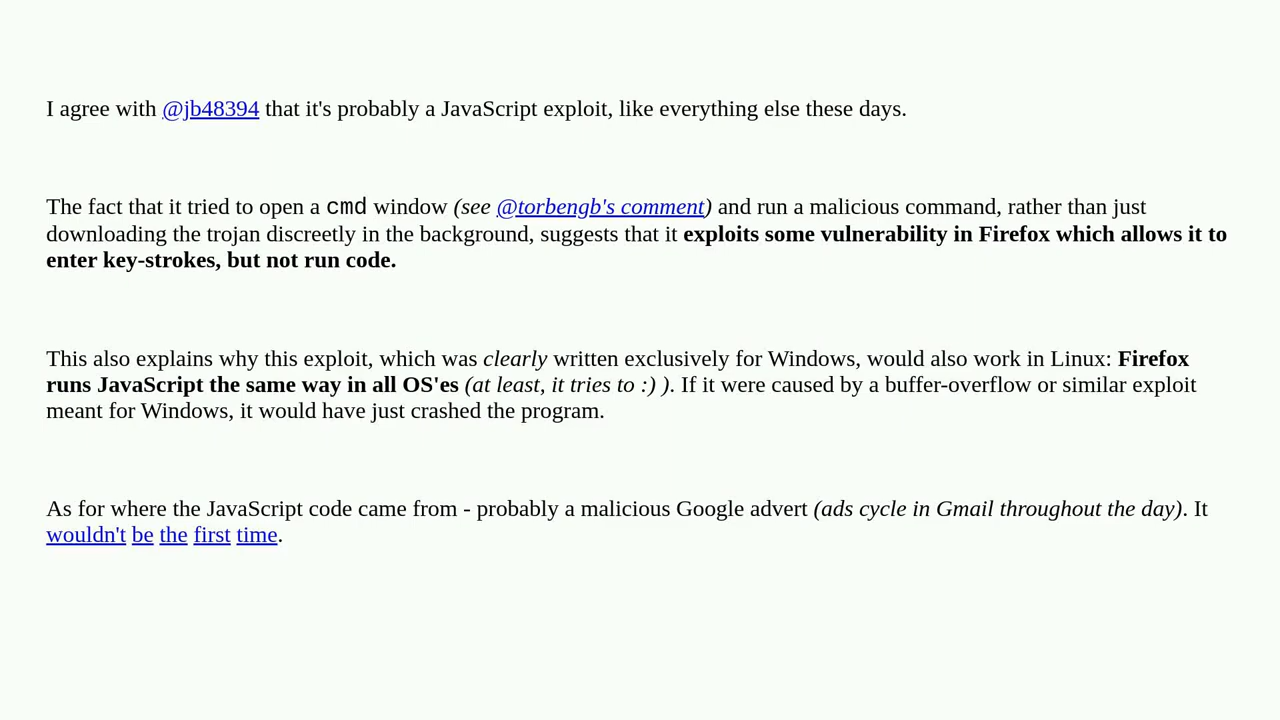 I agree with @jb48394 that it's probably a JavaScript exploit, like everything else these days.
The fact that it tried to open a cmd window (see @torbengb's comment) and run a malicious command, rather than just
downloading the trojan discreetly in the background, suggests that it exploits some vulnerability in Firefox which allows it to
enter key-strokes, but not run code.
This also explains why this exploit, which was clearly written exclusively for Windows, would also work in Linux: Firefox
runs JavaScript the same way in all OS'es (at least, it tries to :) ). If it were caused by a buffer-overflow or similar exploit
meant for Windows, it would have just crashed the program.
As for where the JavaScript code came from - probably a malicious Google advert (ads cycle in Gmail throughout the day). It
wouldn't be the first time.